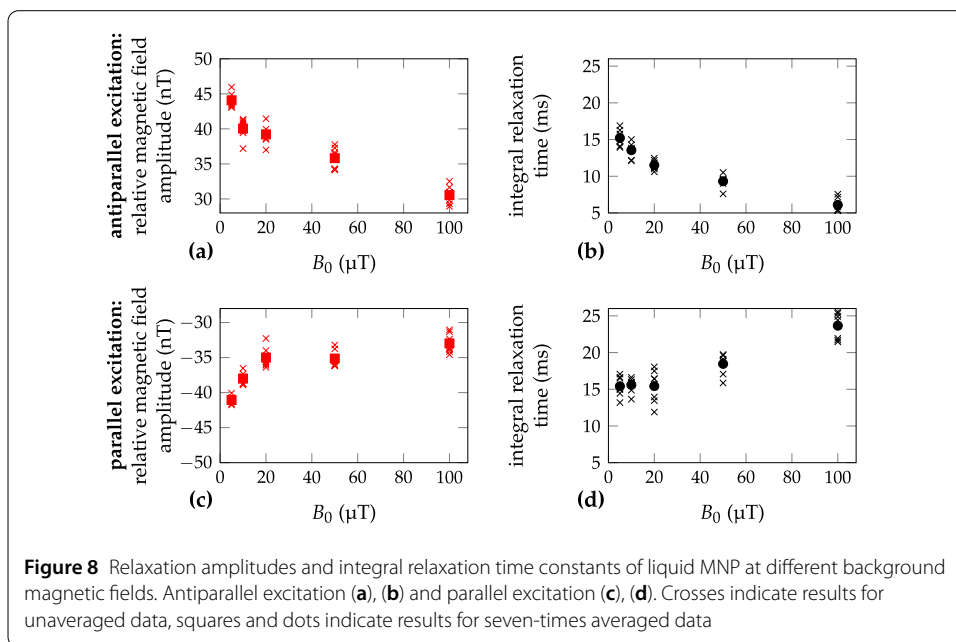 antiparallel excitation:
relative magnetic field
amplitude (nT)
50
45
40
35
30
0 20 40 60 80 100
(a)
B₀ (µT)
integral relaxation
time (ms)
25
20
15
10
5
0 20 40 60 80 100
(b)
B₀ (µT)
parallel excitation:
relative magnetic field
amplitude (nT)
−30
−35
−40
−45
−50
0 20 40 60 80 100
(c)
B₀ (µT)
integral relaxation
time (ms)
25
20
15
10
5
0 20 40 60 80 100
(d)
B₀ (µT)
Figure 8 Relaxation amplitudes and integral relaxation time constants of liquid MNP at different background
magnetic fields. Antiparallel excitation (a), (b) and parallel excitation (c), (d). Crosses indicate results for
unaveraged data, squares and dots indicate results for seven-times averaged data